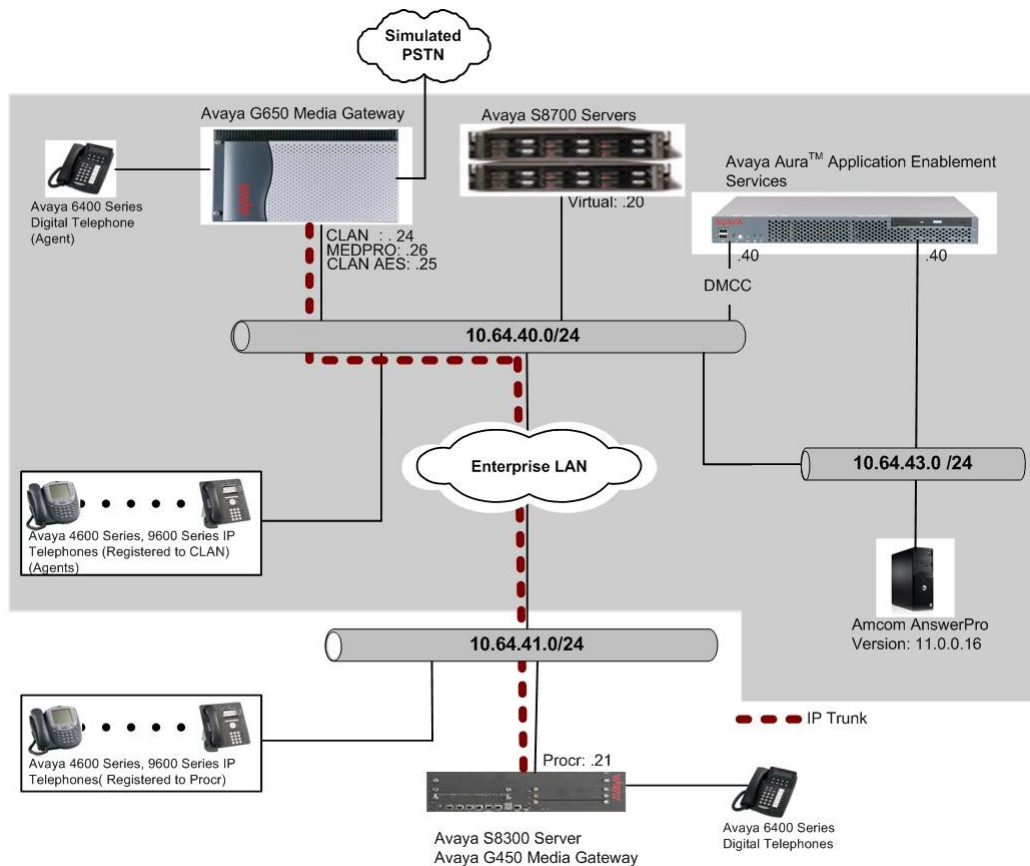 Simulated
PSTN
Avaya G650 Media Gateway
Avaya S8700 Servers
Avaya Aura™ Application Enablement
Services
Avaya 6400 Series
Digital Telephone
(Agent)
Virtual: .20
CLAN : . 24
MEDPRO: .26
CLAN AES: .25
.40
.40
DMCC
10.64.40.0/24
Enterprise LAN
10.64.43.0 /24
Avaya 4600 Series, 9600 Series IP
Telephones (Registered to CLAN)
(Agents)
Amcom AnswerPro
Version: 11.0.0.16
10.64.41.0/24
IP Trunk
Avaya 4600 Series, 9600 Series IP
Telephones( Registered to Procr)
Procr: .21
Avaya S8300 Server
Avaya G450 Media Gateway
Avaya 6400 Series
Digital Telephones